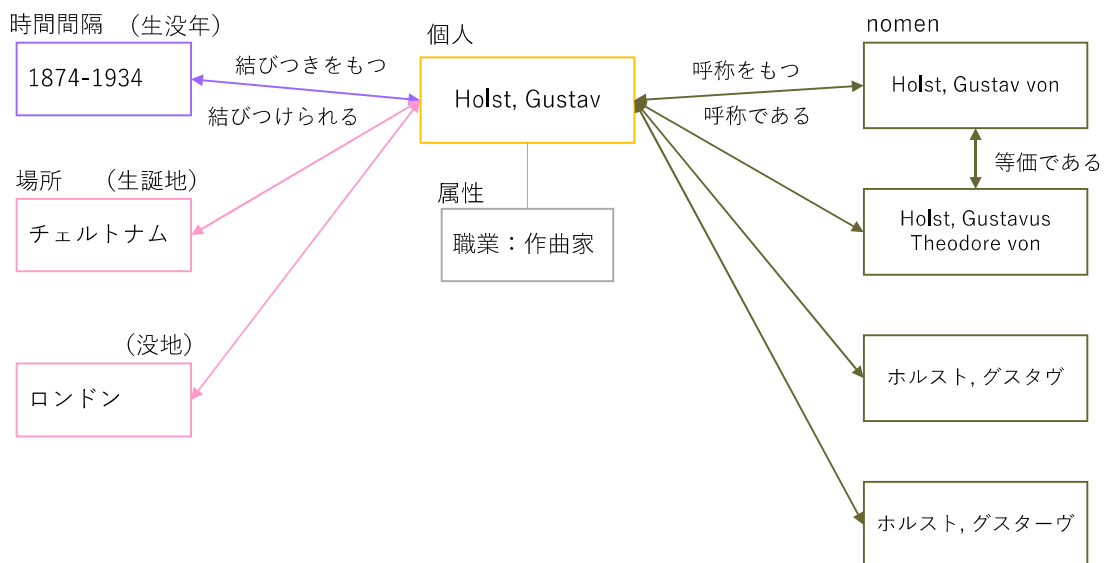 時間間隔 （生没年）
1874-1934
結びつきをもつ
結びつけられる
場所 （生誕地）
チェルトナム
（没地）
ロンドン
個人
Holst, Gustav
属性
職業：作曲家
呼称をもつ
呼称である
nomen
Holst, Gustav von
等価である
Holst, Gustavus
Theodore von
ホルスト, グスタヴ
ホルスト, グスターヴ